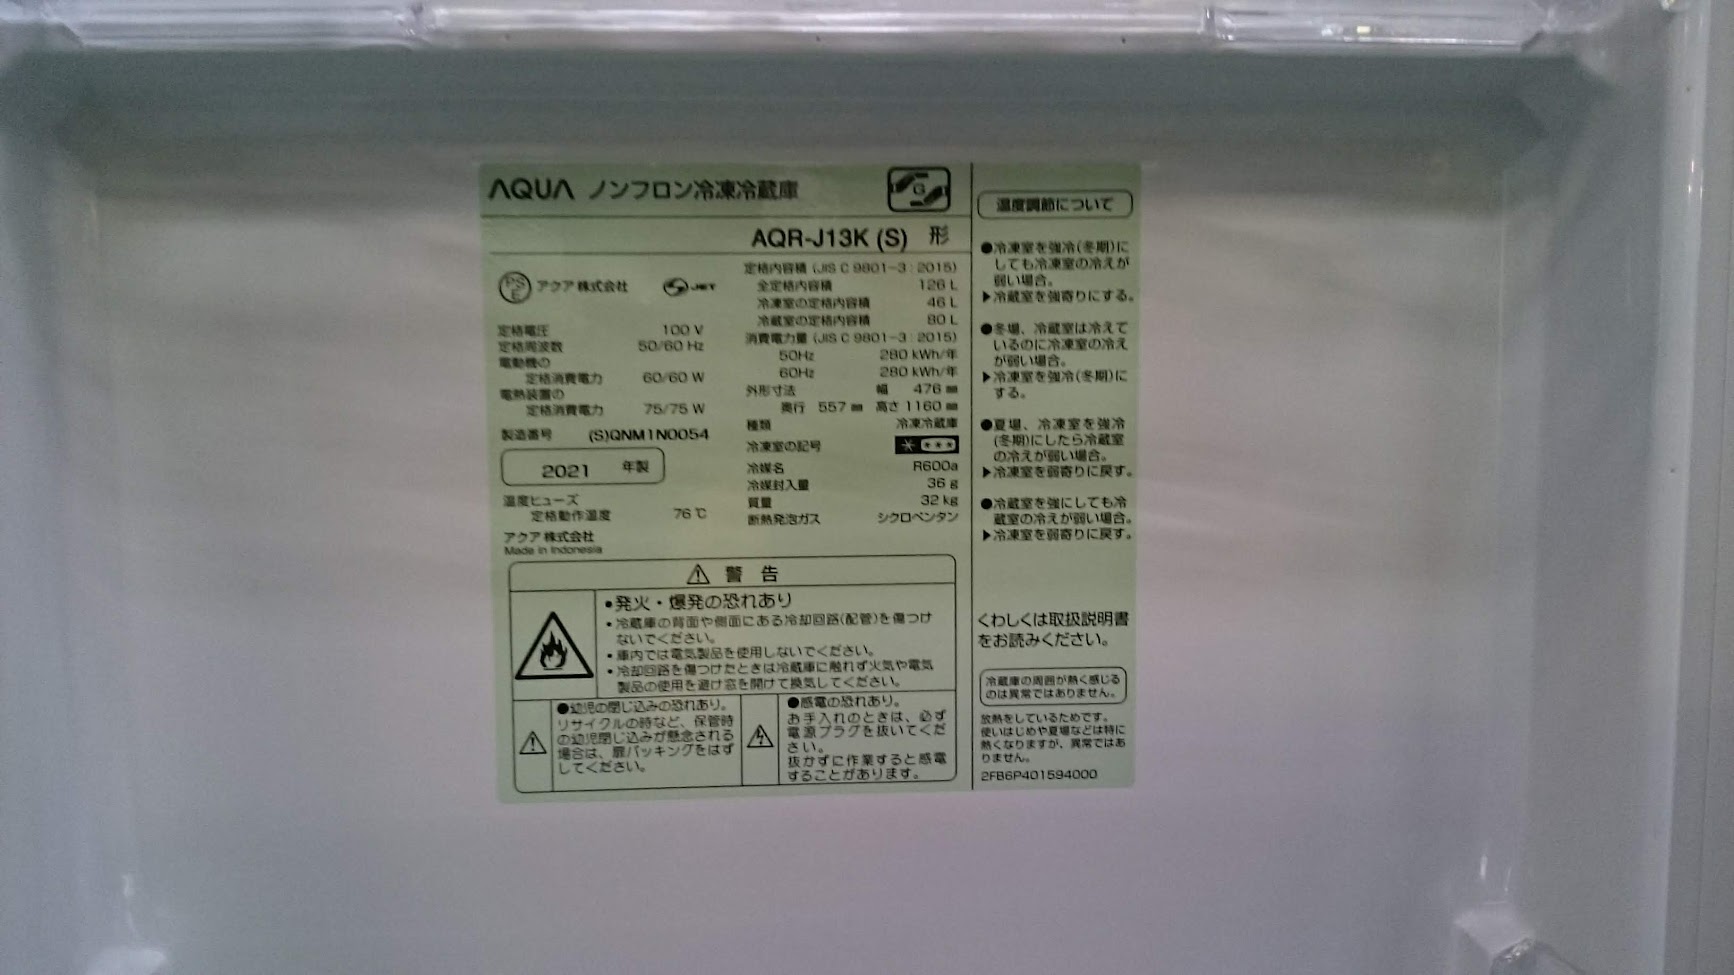 AQUA ノンフロン冷凍冷蔵庫
G
AQR-J13K (S) 形
PS
E
アクア株式会社
JET
定格電圧 100 V
定格周波数 50/60 Hz
電動機の
定格消費電力 60/60 W
電熱装置の
定格消費電力 75/75 W
製造番号 (S)QNM1N0054
2021 年製
温度ヒューズ
定格動作温度 76 ℃
アクア株式会社
Made in Indonesia
定格内容積 (JIS C 9801-3 : 2015)
全定格内容積 126 L
冷凍室の定格内容積 46 L
冷蔵室の定格内容積 80 L
消費電力量 (JIS C 9801-3 : 2015)
50Hz 280 kWh/年
60Hz 280 kWh/年
外形寸法 幅 476 ㎜
奥行 557 ㎜ 高さ 1160 ㎜
種類 冷凍冷蔵庫
冷凍室の記号
冷媒名 R600a
冷媒封入量 36 g
質量 32 kg
断熱発泡ガス シクロペンタン
⚠ 警告
•発火・爆発の恐れあり
•冷蔵庫の背面や側面にある冷却回路(配管)を傷つけ
ないでください。
•庫内では電気製品を使用しないでください。
•冷却回路を傷つけたときは冷蔵庫に触れず火気や電気
製品の使用を避け窓を開けて換気してください。
●幼児の閉じ込みの恐れあり。
リサイクルの時など、保管時
の幼児閉じ込みが懸念される
場合は、扉パッキングをはず
してください。
●感電の恐れあり。
お手入れのときは、必ず
電源プラグを抜いてくだ
さい。
抜かずに作業すると感電
することがあります。
温度調節について
●冷凍室を強冷(冬期)に
しても冷凍室の冷えが
弱い場合。
▶冷蔵室を強寄りにする。
●冬場、冷蔵室は冷えて
いるのに冷凍室の冷え
が弱い場合。
▶冷凍室を強冷(冬期)に
する。
●夏場、冷凍室を強冷
(冬期)にしたら冷蔵室
の冷えが弱い場合。
▶冷凍室を弱寄りに戻す。
●冷蔵室を強にしても冷
蔵室の冷えが弱い場合。
▶冷凍室を弱寄りに戻す。
くわしくは取扱説明書
をお読みください。
冷蔵庫の周囲が熱く感じる
のは異常ではありません。
放熱をしているためです。
使いはじめや夏場などは特に
熱くなりますが、異常ではあ
りません。
2FB6P401594000